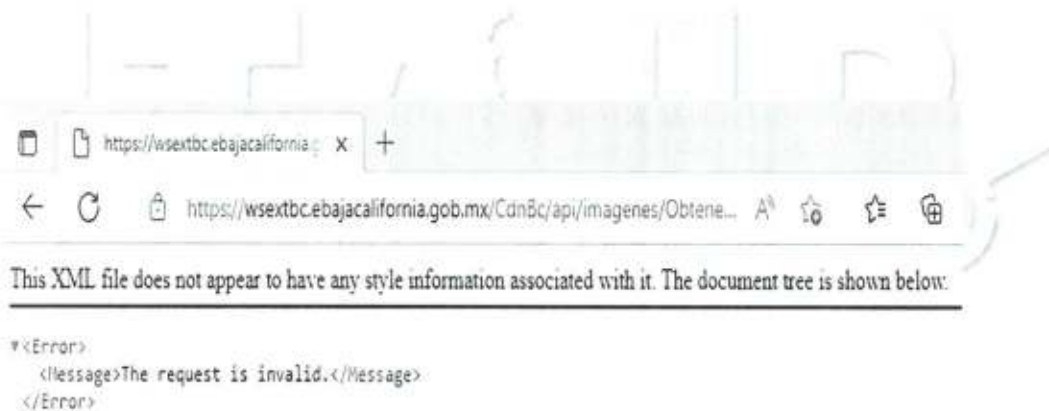 https://wsextbc.ebajacalifornia.g
https://wsextbc.ebajacalifornia.gob.mx/CdnBc/api/imagenes/Obtene...
This XML file does not appear to have any style information associated with it. The document tree is shown below.
▼<Error>
<Message>The request is invalid.</Message>
</Error>